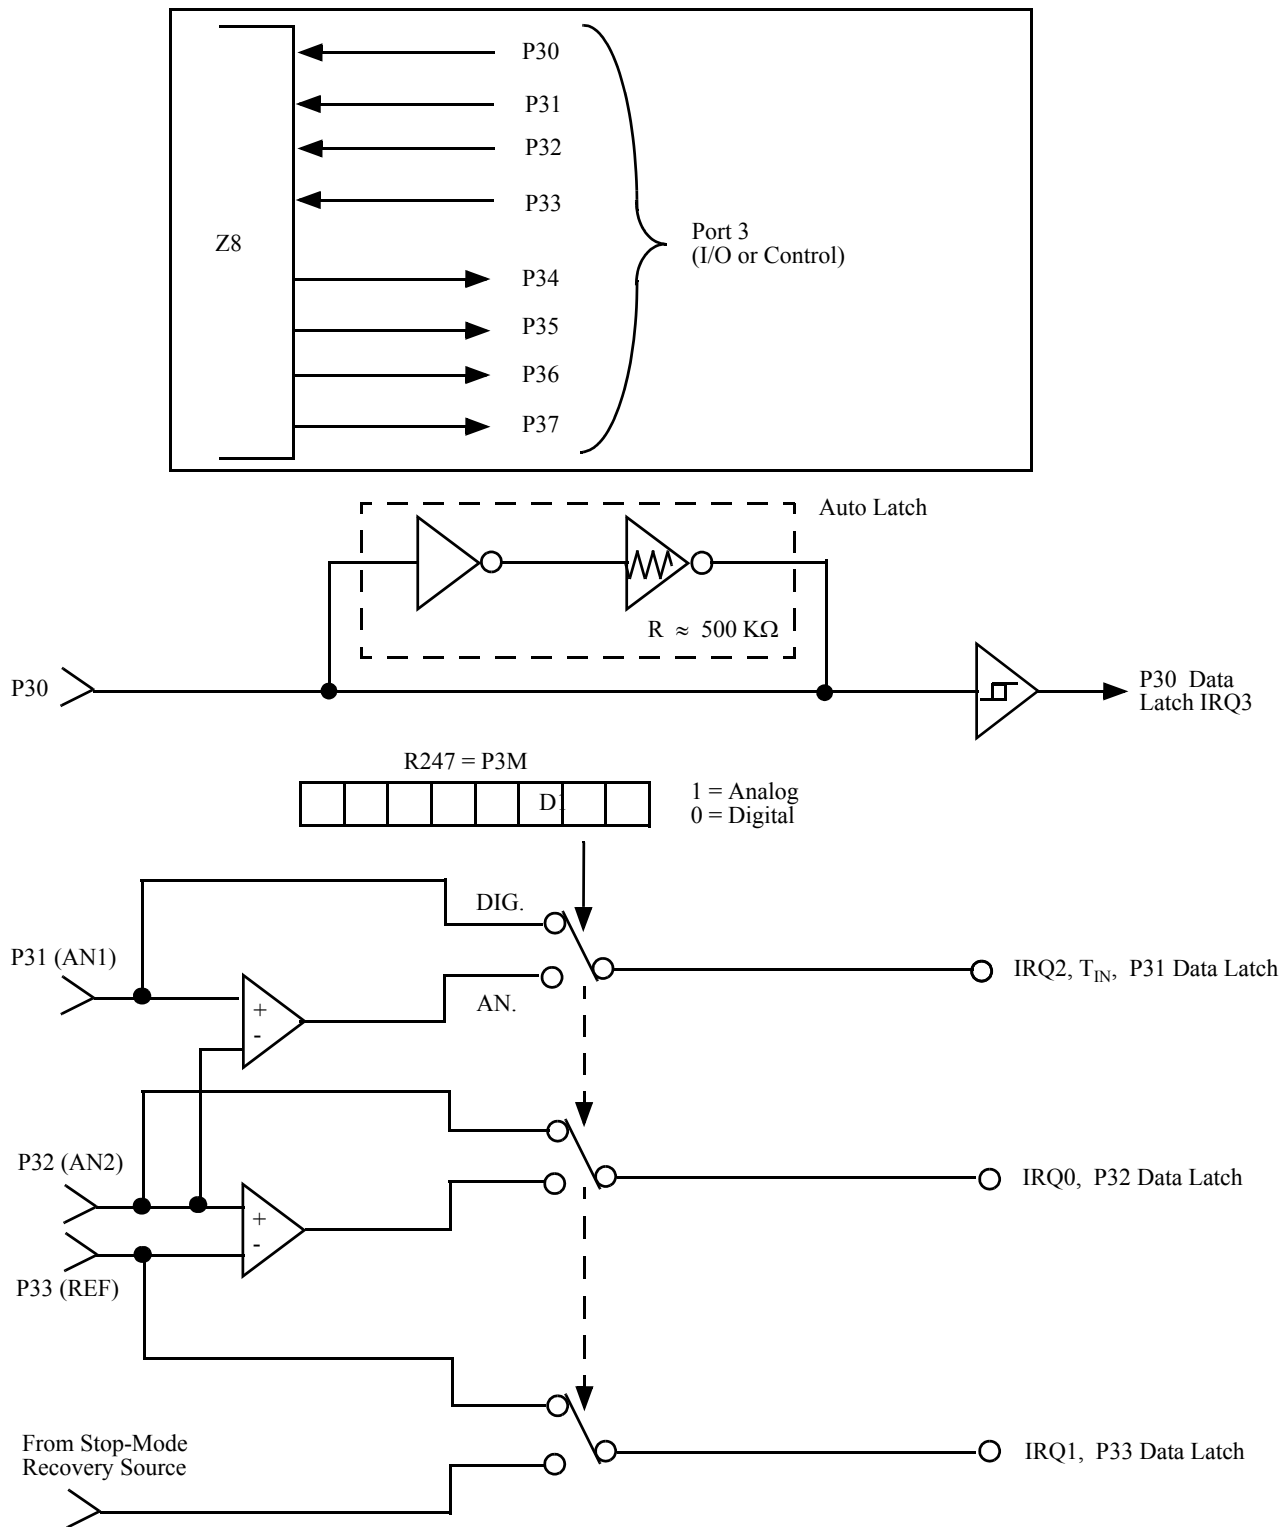 P30
P31
P32
P33
Z8
Port 3
(I/O or Control)
P34
P35
P36
P37
Auto Latch
R ≈ 500 KΩ
P30
P30 Data
Latch IRQ3
R247 = P3M
D1
1 = Analog
0 = Digital
DIG.
P31 (AN1)
+
-
AN.
IRQ2, TIN, P31 Data Latch
P32 (AN2)
+
-
IRQ0, P32 Data Latch
P33 (REF)
From Stop-Mode
Recovery Source
IRQ1, P33 Data Latch